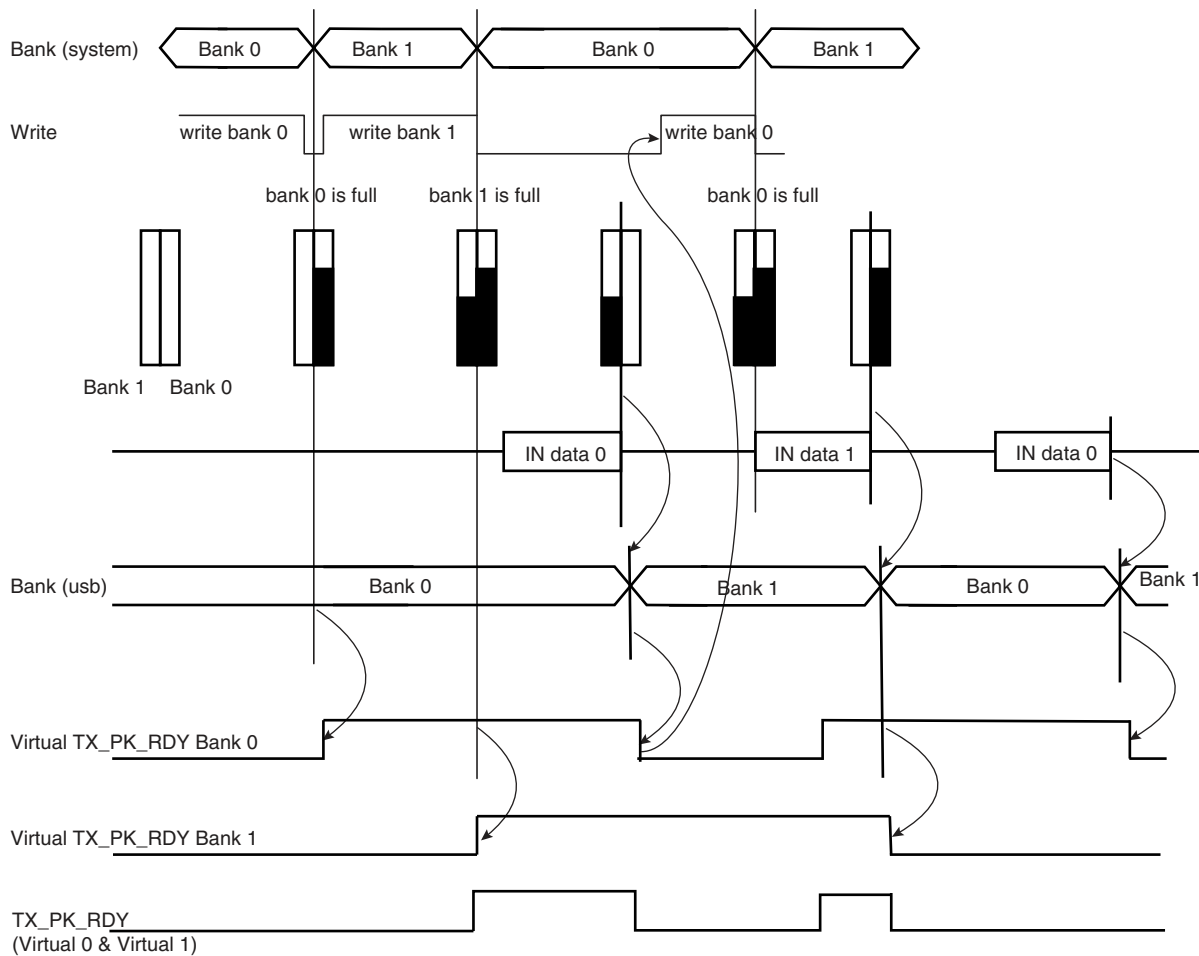 Bank (system)
Bank 0
Bank 1
Bank 0
Bank 1
Write
write bank 0
write bank 1
write bank 0
bank 0 is full
bank 1 is full
bank 0 is full
Bank 1
Bank 0
IN data 0
IN data 1
IN data 0
Bank (usb)
Bank 0
Bank 1
Bank 0
Bank 1
Virtual TX_PK_RDY Bank 0
Virtual TX_PK_RDY Bank 1
TX_PK_RDY
(Virtual 0 & Virtual 1)